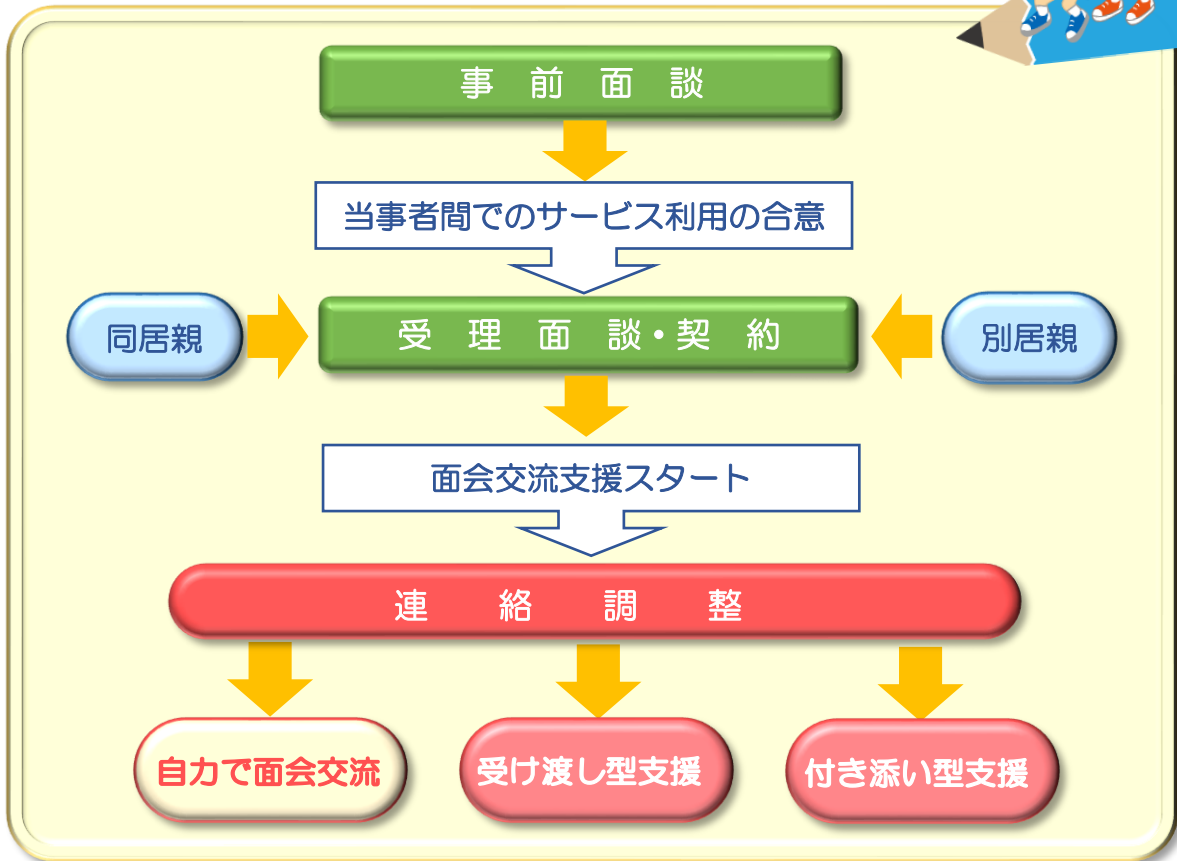 事前面談
当事者間でのサービス利用の合意
同居親
受理面談・契約
別居親
面会交流支援スタート
連絡調整
自力で面会交流
受け渡し型支援
付き添い型支援